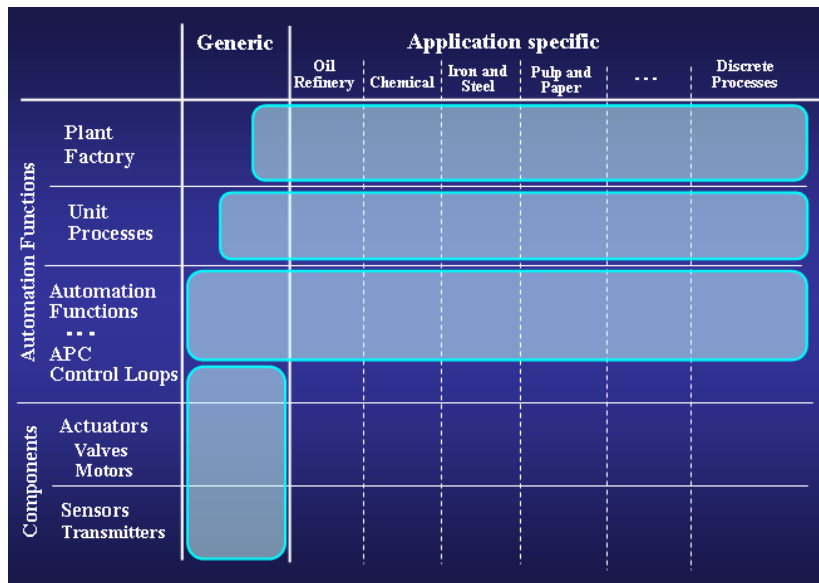 Generic
Application specific
Oil
Refinery
Chemical
Iron and
Steel
Pulp and
Paper
...
Discrete
Processes
Automation Functions
Plant
Factory
Unit
Processes
Automation
Functions
...
APC
Control Loops
Components
Actuators
Valves
Motors
Sensors
Transmitters